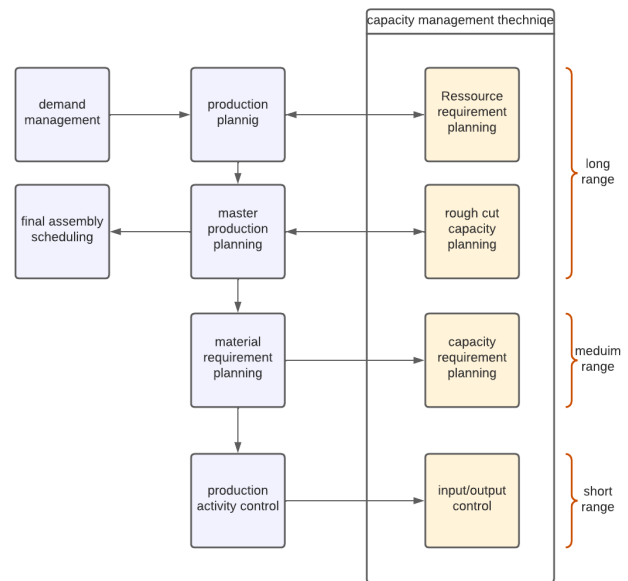 capacity management thechniqe
demand
management
production
plannig
Ressource
requirement
planning
long
range
final assembly
scheduling
master
production
planning
rough cut
capacity
planning
material
requirement
planning
capacity
requirement
planning
meduim
range
production
activity control
input/output
control
short
range